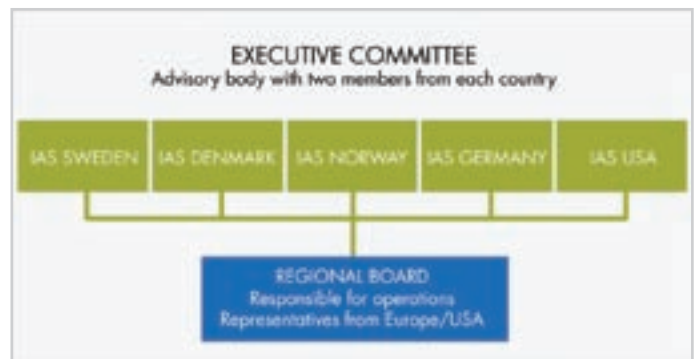 EXECUTIVE COMMITTEE
Advisory body with two members from each country
IAS SWEDEN
IAS DENMARK
IAS NORWAY
IAS GERMANY
IAS USA
REGIONAL BOARD
Responsible for operations
Representatives from Europe/USA